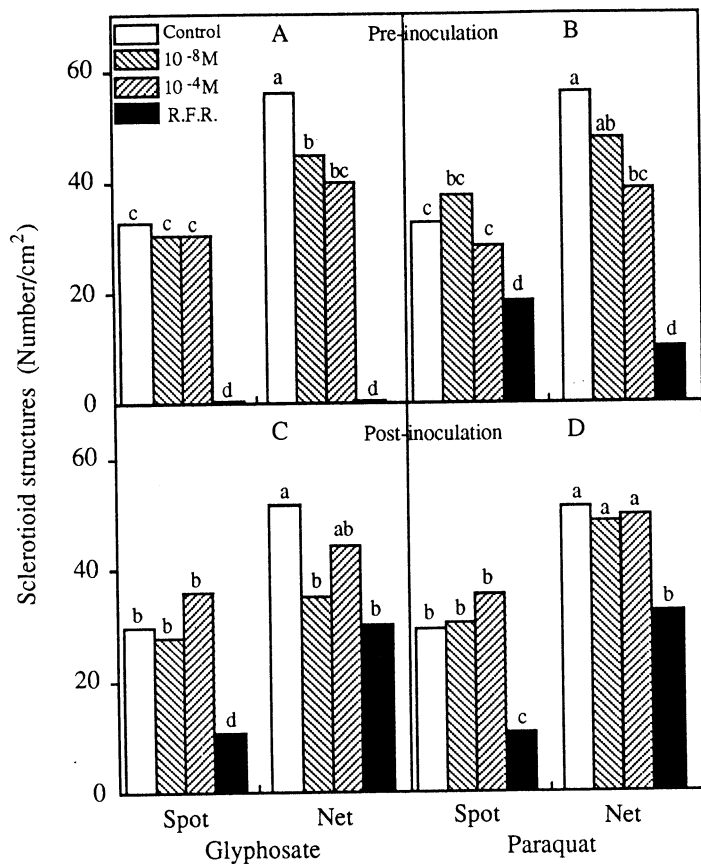 Control
10 -8M
10 -4M
R.F.R.
A
Pre-inoculation
B
60
40
20
0
c
c
c
d
a
b
bc
d
c
bc
c
d
a
ab
bc
d
Sclerotioid structures (Number/cm2)
C
Post-inoculation
D
60
40
20
0
b
b
b
d
a
b
ab
b
b
b
b
c
a
a
a
b
Spot
Net
Spot
Net
Glyphosate
Paraquat